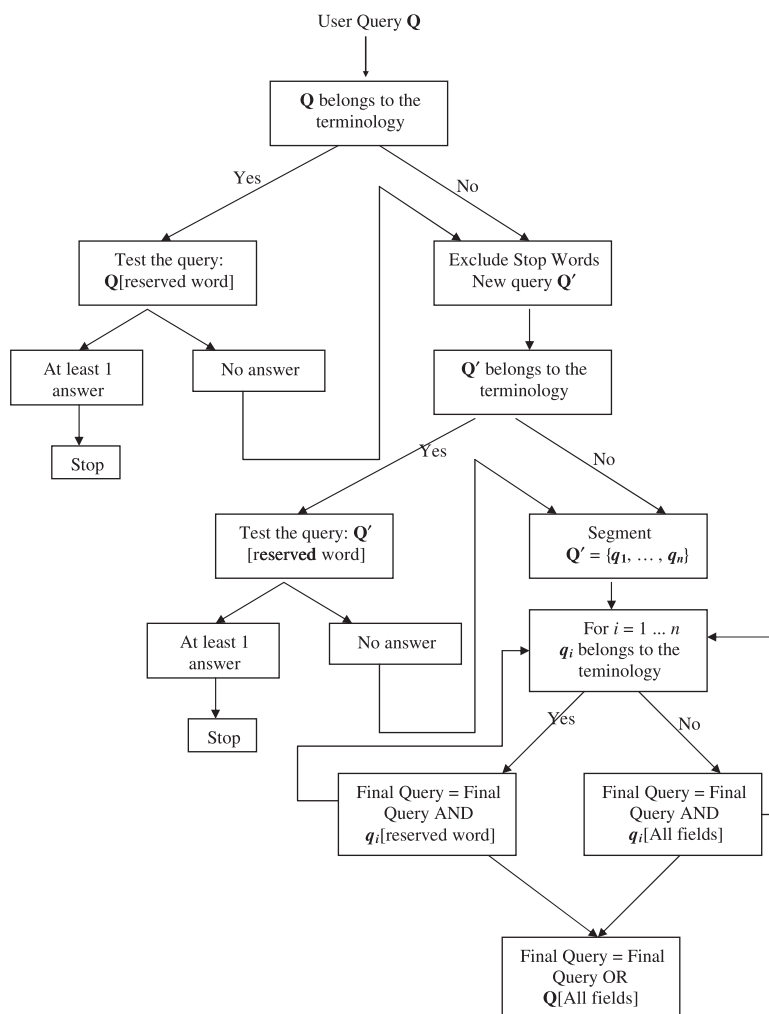 User Query Q
Q belongs to the
terminology
Yes
No
Test the query:
Q[reserved word]
Exclude Stop Words
New query Q′
At least 1
answer
No answer
Q′ belongs to the
terminology
Stop
Yes
No
Test the query: Q′
[reserved word]
Segment
Q′ = {q1, … , qn}
At least 1
answer
No answer
For i = 1 ... n
qi belongs to the
teminology
Stop
Yes
No
Final Query = Final
Query AND
qi[reserved word]
Final Query = Final
Query AND
qi[All fields]
Final Query = Final
Query OR
Q[All fields]